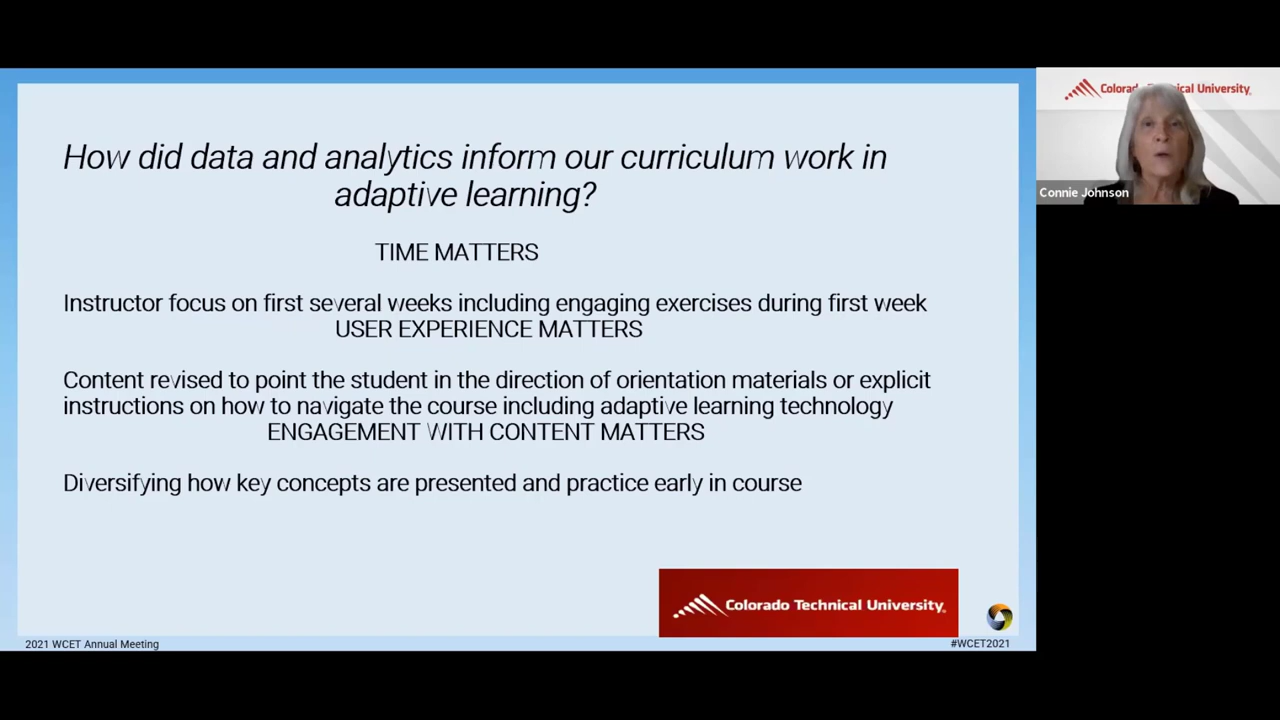 How did data and analytics inform our curriculum work in
adaptive learning?
TIME MATTERS
Instructor focus on first several weeks including engaging exercises during first week
USER EXPERIENCE MATTERS
Content revised to point the student in the direction of orientation materials or explicit
instructions on how to navigate the course including adaptive learning technology
ENGAGEMENT WITH CONTENT MATTERS
Diversifying how key concepts are presented and practice early in course
Colorado Technical University
2021 WCET Annual Meeting
#WCET2021
Colorad ical University
Connie Johnson